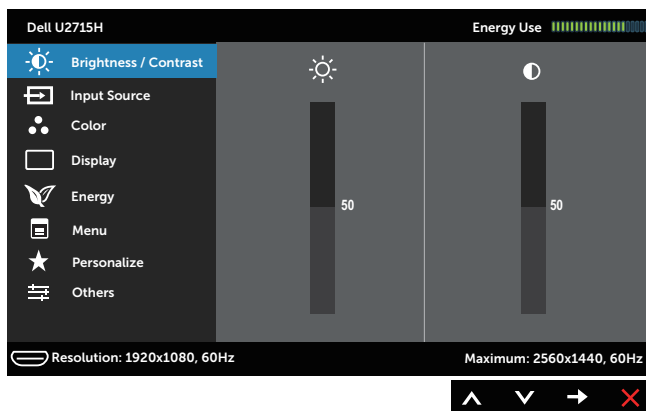 Dell U2715H
Energy Use
Brightness / Contrast
Input Source
Color
Display
Energy
Menu
Personalize
Others
50
50
Resolution: 1920x1080, 60Hz
Maximum: 2560x1440, 60Hz